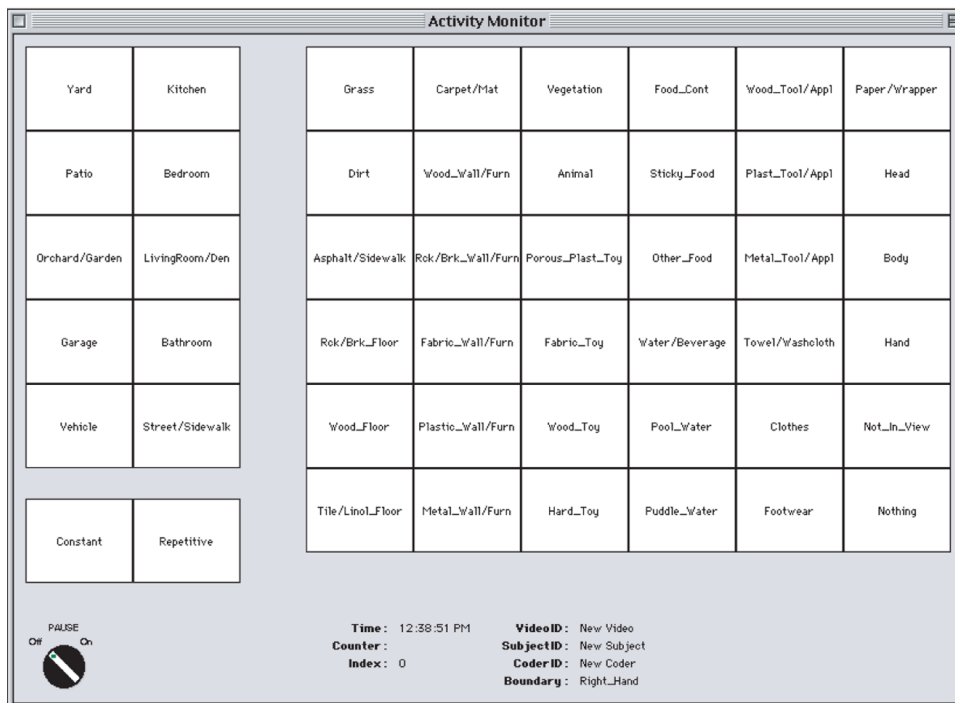 Activity Monitor
Yard Kitchen Grass Carpet/Mat Vegetation Food_Cont Wood_Tool/Appl Paper/Wrapper
Patio Bedroom Dirt Wood_Wall/Furn Animal Sticky_Food Plast_Tool/Appl Head
Orchard/Garden LivingRoom/Den Asphalt/Sidewalk Rck/Brk_Wall/Furn Porous_Plast_Toy Other_Food Metal_Tool/Appl Body
Garage Bathroom Rck/Brk_Floor Fabric_Wall/Furn Fabric_Toy Water/Beverage Towel/Washcloth Hand
Vehicle Street/Sidewalk Wood_Floor Plastic_Wall/Furn Wood_Toy Pool_Water Clothes Not_In_View
Tile/Linol_Floor Metal_Wall/Furn Hard_Toy Puddle_Water Footwear Nothing
Constant Repetitive
PAUSE
Off On
Time: 12:38:51 PM VideoID: New Video
Counter: SubjectID: New Subject
Index: 0 CoderID: New Coder
Boundary: Right_Hand